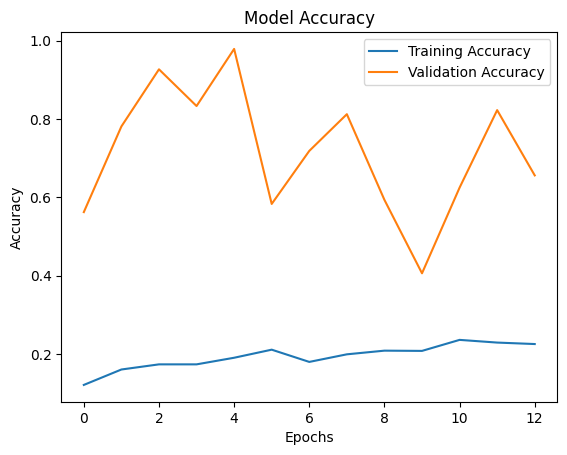 Model Accuracy
Training Accuracy
Validation Accuracy
1.0
0.8
0.6
0.4
0.2
Accuracy
0 2 4 6 8 10 12
Epochs